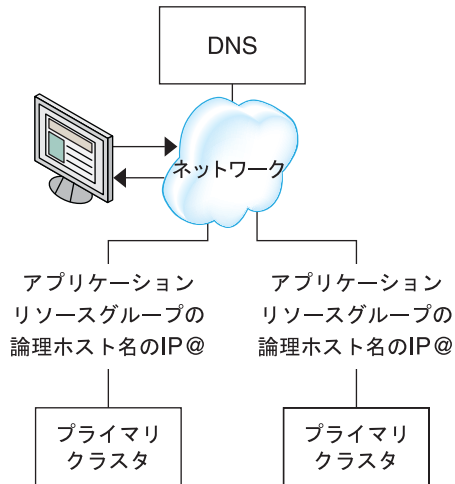 DNS
ネットワーク
アプリケーション
リソースグループの
論理ホスト名のIP@
アプリケーション
リソースグループの
論理ホスト名のIP@
プライマリ
クラスタ
プライマリ
クラスタ